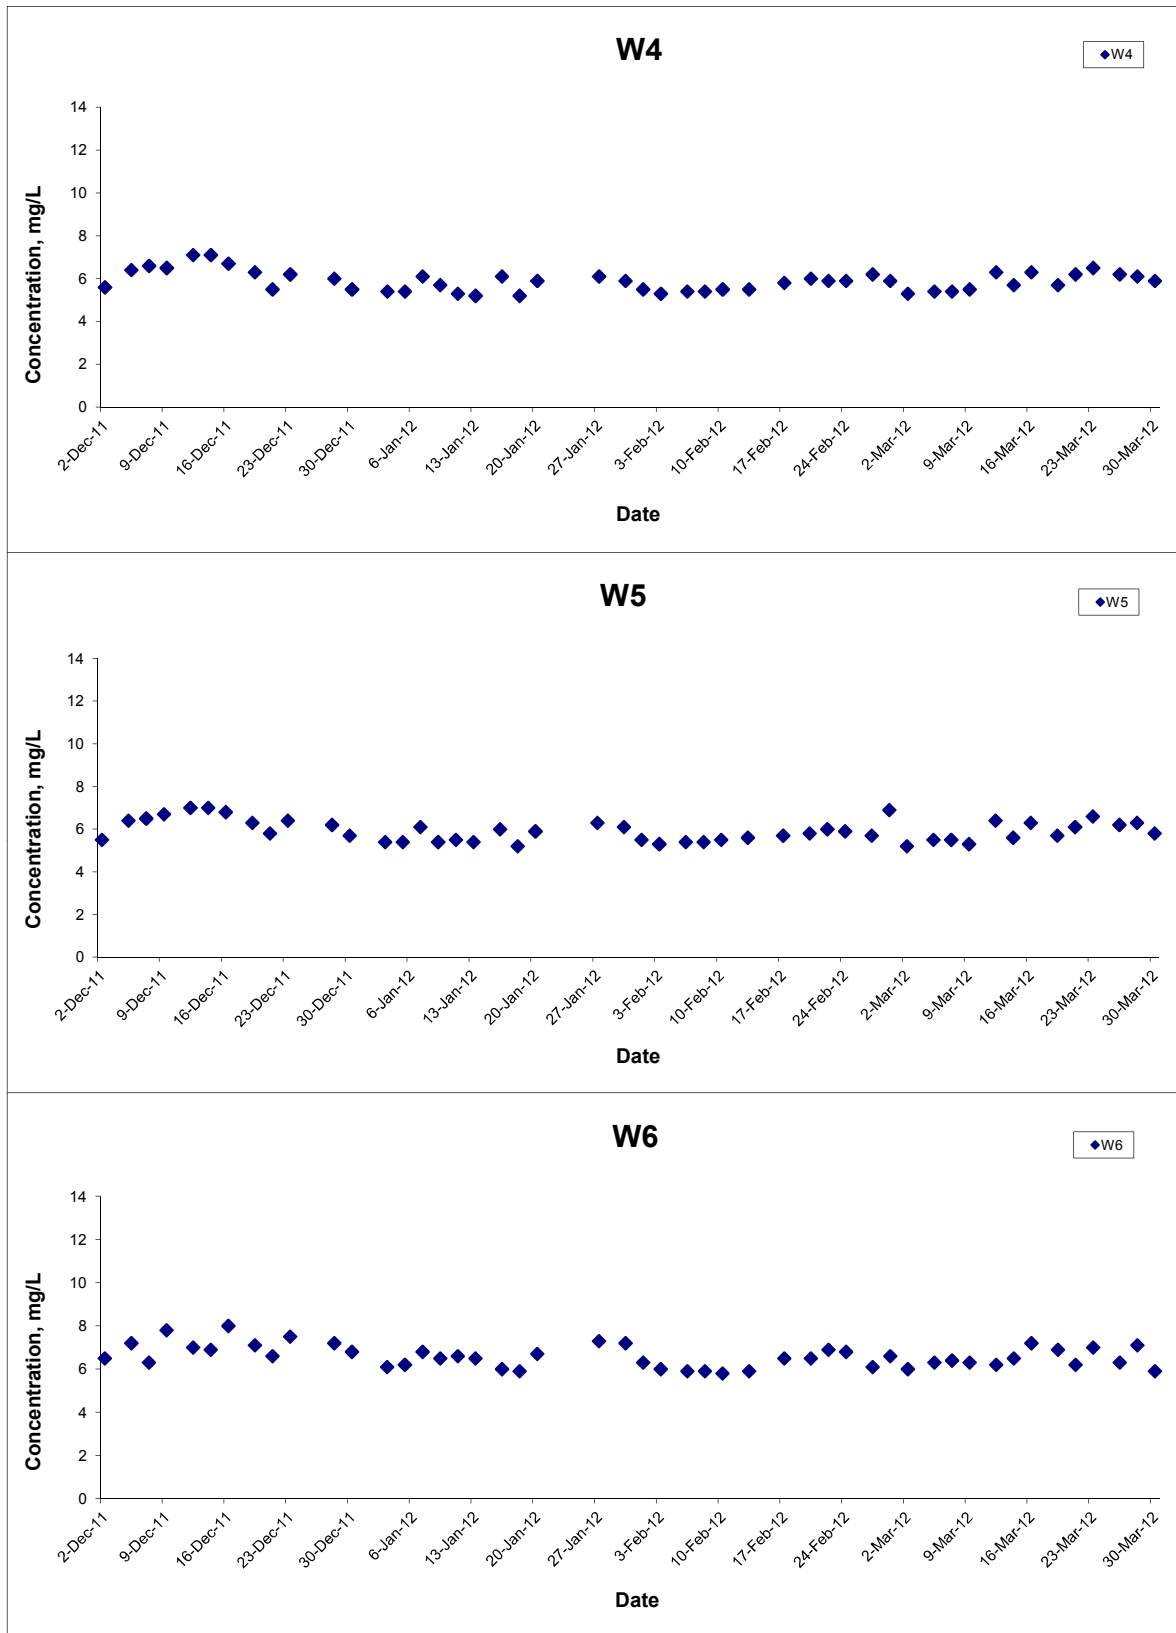 W4
W4
14
12
10
8
6
4
2
0
Concentration, mg/L
2-Dec-11
9-Dec-11
16-Dec-11
23-Dec-11
30-Dec-11
6-Jan-12
13-Jan-12
20-Jan-12
27-Jan-12
3-Feb-12
10-Feb-12
17-Feb-12
24-Feb-12
2-Mar-12
9-Mar-12
16-Mar-12
23-Mar-12
30-Mar-12
Date
W5
W5
14
12
10
8
6
4
2
0
Concentration, mg/L
2-Dec-11
9-Dec-11
16-Dec-11
23-Dec-11
30-Dec-11
6-Jan-12
13-Jan-12
20-Jan-12
27-Jan-12
3-Feb-12
10-Feb-12
17-Feb-12
24-Feb-12
2-Mar-12
9-Mar-12
16-Mar-12
23-Mar-12
30-Mar-12
Date
W6
W6
14
12
10
8
6
4
2
0
Concentration, mg/L
2-Dec-11
9-Dec-11
16-Dec-11
23-Dec-11
30-Dec-11
6-Jan-12
13-Jan-12
20-Jan-12
27-Jan-12
3-Feb-12
10-Feb-12
17-Feb-12
24-Feb-12
2-Mar-12
9-Mar-12
16-Mar-12
23-Mar-12
30-Mar-12
Date